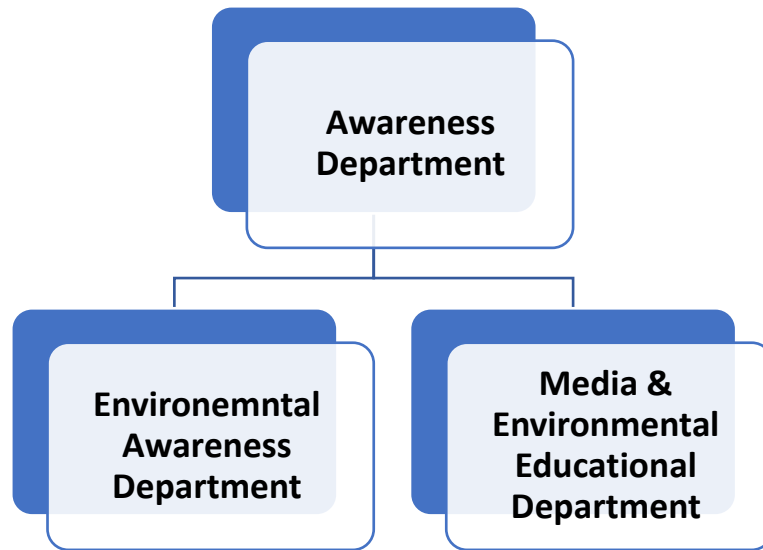 Awareness
Department
Environemntal
Awareness
Department
Media &
Environmental
Educational
Department